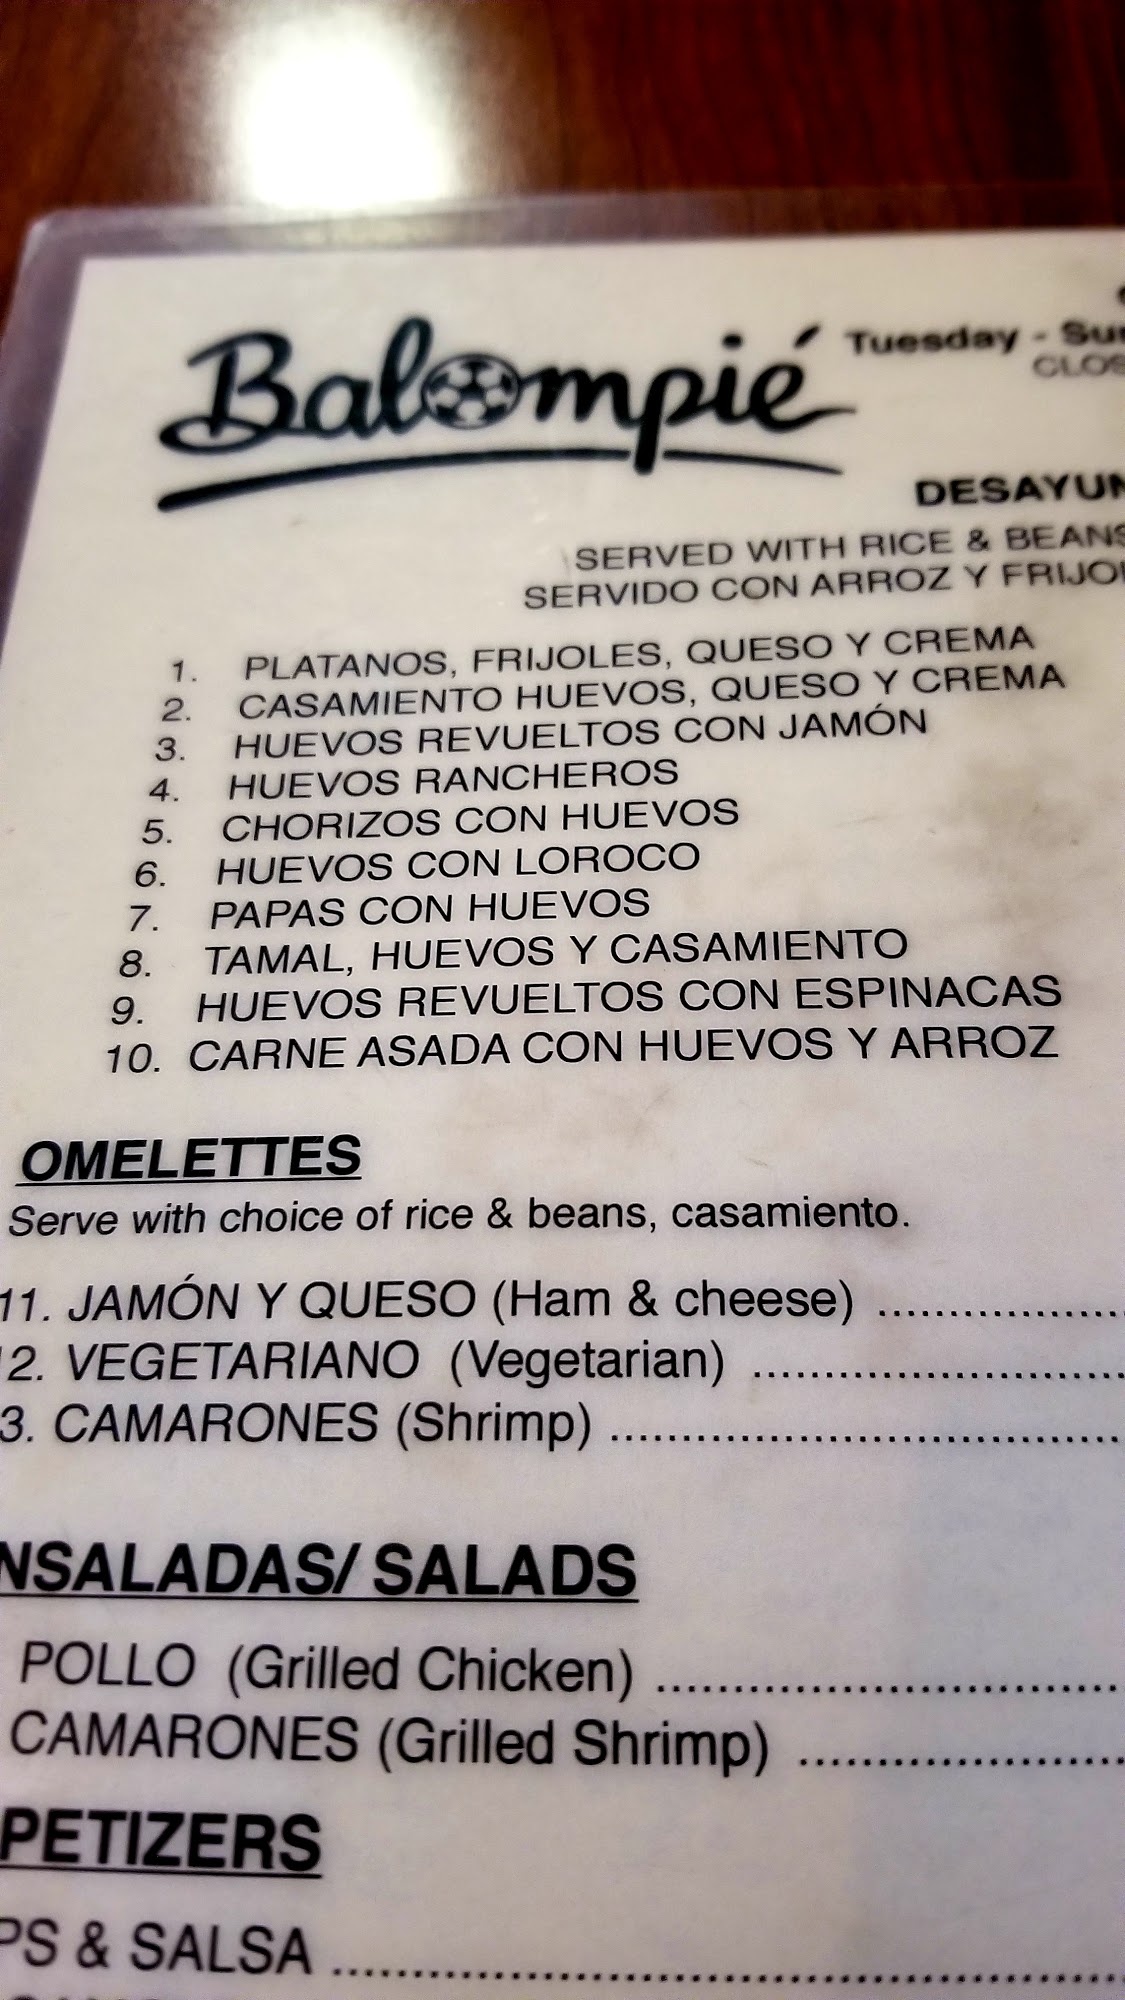 Balompié
Tuesday -
DESAYUN
SERVED WITH RICE & BEANS
SERVIDO CON ARROZ Y FRIJO
1. PLATANOS, FRIJOLES, QUESO Y CREMA
2. CASAMIENTO HUEVOS, QUESO Y CREMA
3. HUEVOS REVUELTOS CON JAMÓN
4. HUEVOS RANCHEROS
5. CHORIZOS CON HUEVOS
6. HUEVOS CON LOROCO
7. PAPAS CON HUEVOS
8. TAMAL, HUEVOS Y CASAMIENTO
9. HUEVOS REVUELTOS CON ESPINACAS
10. CARNE ASADA CON HUEVOS Y ARROZ
OMELETTES
Serve with choice of rice & beans, casamiento.
11. JAMÓN Y QUESO (Ham & cheese) ..................
2. VEGETARIANO (Vegetarian) ...........................
3. CAMARONES (Shrimp) ....................................
NSALADAS/ SALADS
POLLO (Grilled Chicken) ..............................
CAMARONES (Grilled Shrimp) .....................
PETIZERS
PS & SALSA ....................................................